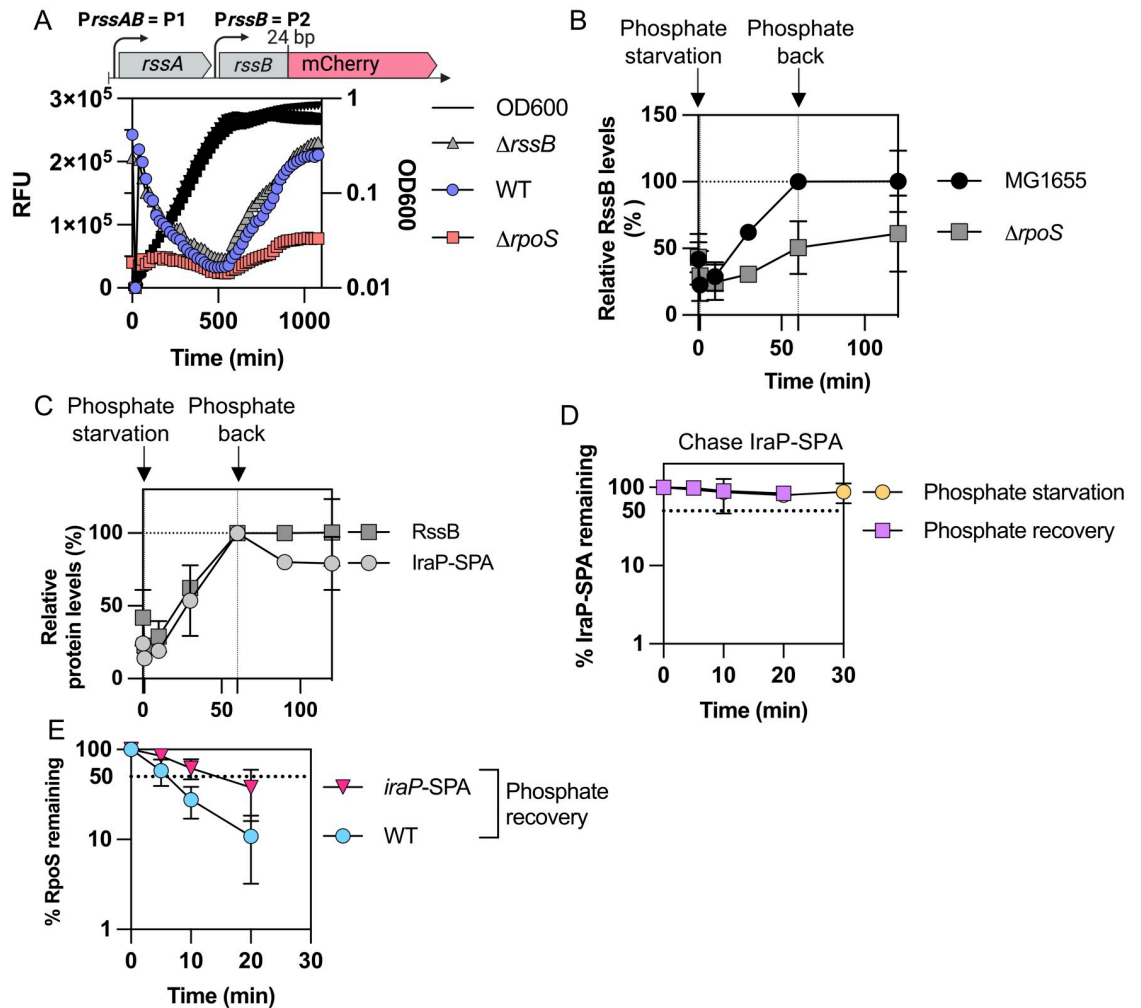 A
PrssAB = P1
PrssB = P2
24 bp
rssA
rssB
mCherry
3×10⁵
2×10⁵
1×10⁵
0
RFU
1
0.1
0.01
OD600
0
500
1000
Time (min)
OD600
ΔrssB
WT
ΔrpoS
B
Phosphate
starvation
Phosphate
back
150
100
50
0
Relative RssB levels
(%)
0
50
100
Time (min)
MG1655
ΔrpoS
C
Phosphate
starvation
Phosphate
back
100
50
0
Relative
protein levels (%)
0
50
100
Time (min)
RssB
IraP-SPA
D
Chase IraP-SPA
100
50
10
1
% IraP-SPA remaining
0
10
20
30
Time (min)
Phosphate starvation
Phosphate recovery
E
100
50
10
1
% RpoS remaining
0
10
20
30
Time (min)
iraP-SPA
WT
Phosphate
recovery